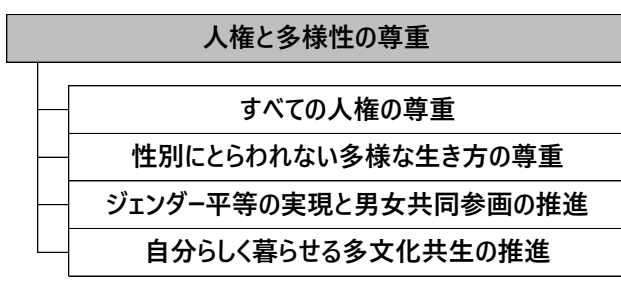 人権と多様性の尊重
すべての人権の尊重
性別にとらわれない多様な生き方の尊重
ジェンダー平等の実現と男女共同参画の推進
自分らしく暮らせる多文化共生の推進